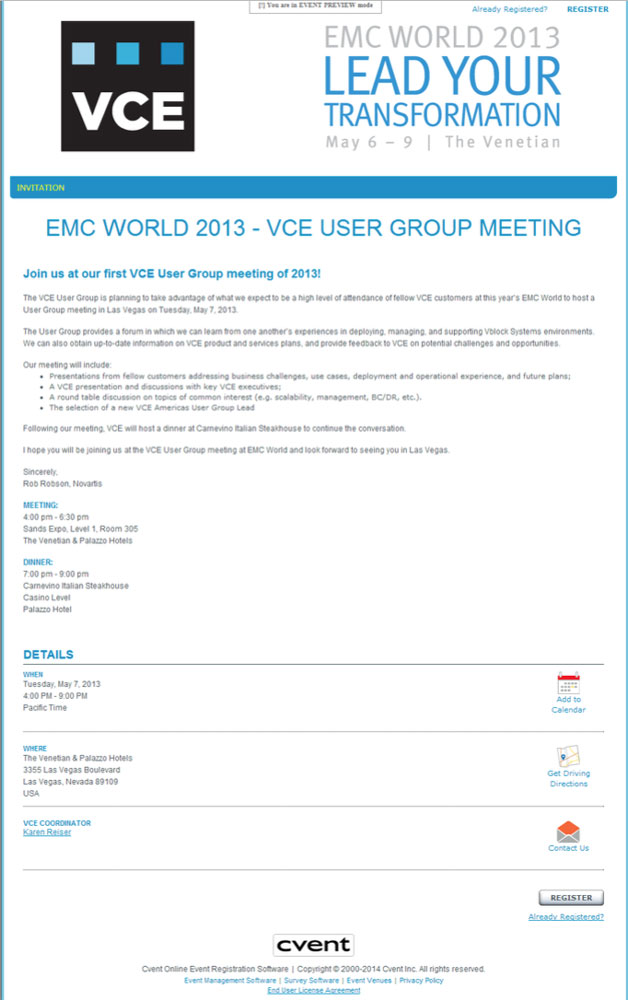 [!] You are in EVENT PREVIEW mode
Already Registered? REGISTER
VCE
EMC WORLD 2013
LEAD YOUR
TRANSFORMATION
May 6 – 9 | The Venetian
INVITATION
EMC WORLD 2013 - VCE USER GROUP MEETING
Join us at our first VCE User Group meeting of 2013!
The VCE User Group is planning to take advantage of what we expect to be a high level of attendance of fellow VCE customers at this year's EMC World to host a
User Group meeting in Las Vegas on Tuesday, May 7, 2013.
The User Group provides a forum in which we can learn from one another's experiences in deploying, managing, and supporting Vblock Systems environments.
We can also obtain up-to-date information on VCE product and services plans, and provide feedback to VCE on potential challenges and opportunities.
Our meeting will include:
• Presentations from fellow customers addressing business challenges, use cases, deployment and operational experience, and future plans;
• A VCE presentation and discussions with key VCE executives;
• A round table discussion on topics of common interest (e.g. scalability, management, BC/DR, etc.).
• The selection of a new VCE Americas User Group Lead
Following our meeting, VCE will host a dinner at Carnevino Italian Steakhouse to continue the conversation.
I hope you will be joining us at the VCE User Group meeting at EMC World and look forward to seeing you in Las Vegas.
Sincerely,
Rob Robson, Novartis
MEETING:
4:00 pm - 6:30 pm
Sands Expo, Level 1, Room 305
The Venetian & Palazzo Hotels
DINNER:
7:00 pm - 9:00 pm
Carnevino Italian Steakhouse
Casino Level
Palazzo Hotel
DETAILS
WHEN
Tuesday, May 7, 2013
4:00 PM - 9:00 PM
Pacific Time
Add to
Calendar
WHERE
The Venetian & Palazzo Hotels
3355 Las Vegas Boulevard
Las Vegas, Nevada 89109
USA
Get Driving
Directions
VCE COORDINATOR
Karen Reiser
Contact Us
REGISTER
Already Registered?
cvent
Cvent Online Event Registration Software | Copyright © 2000-2014 Cvent Inc. All rights reserved.
Event Management Software | Survey Software | Event Venues | Privacy Policy
End User License Agreement